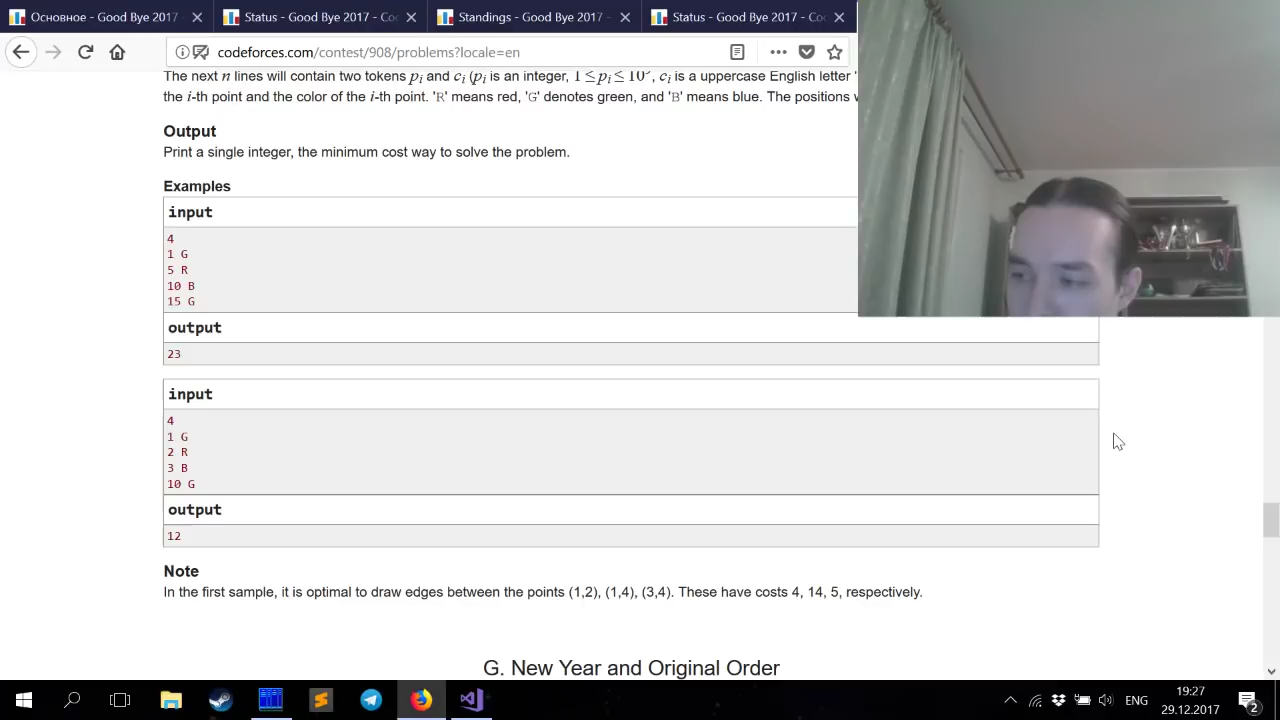 Основное - Good Bye 2017 -
Status - Good Bye 2017 - Co
Standings - Good Bye 2017 -
Status - Good Bye 2017 - Co
codeforces.com/contest/908/problems?locale=en
The next n lines will contain two tokens pi and ci (pi is an integer, 1 ≤ pi ≤ 10⁹, ci is a uppercase English letter '
the i-th point and the color of the i-th point. 'R' means red, 'G' denotes green, and 'B' means blue. The positions
Output
Print a single integer, the minimum cost way to solve the problem.
Examples
input
4
1 G
5 R
10 B
15 G
output
23
input
4
1 G
2 R
3 B
10 G
output
12
Note
In the first sample, it is optimal to draw edges between the points (1,2), (1,4), (3,4). These have costs 4, 14, 5, respectively.
G. New Year and Original Order
ENG
19:27
29.12.2017
2